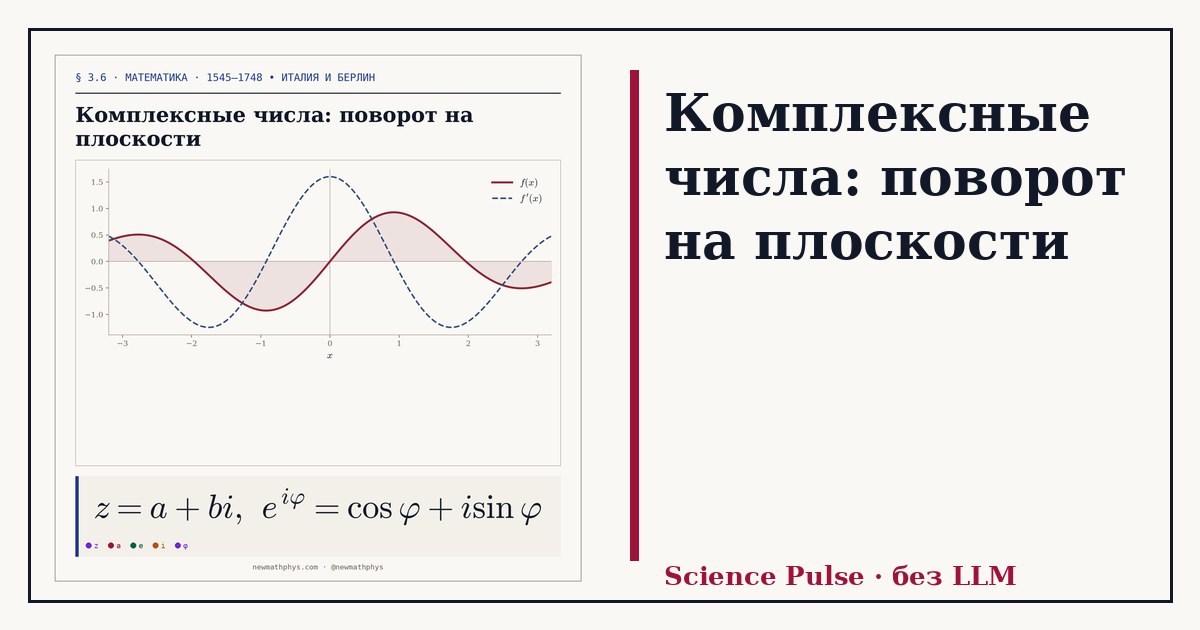 § 3.6 · МАТЕМАТИКА · 1545—1748 • ИТАЛИЯ И БЕРЛИН
Комплексные числа: поворот на
плоскости
1.5
1.0
0.5
0.0
−0.5
−1.0
−3 −2 −1 0 1 2 3
x
f(x)
f′(x)
z = a + bi, e^{iφ} = cos φ + i sin φ
z a e i φ
newmathphys.com · @newmathphys
Комплексные
числа: поворот
на плоскости
Science Pulse · без LLM